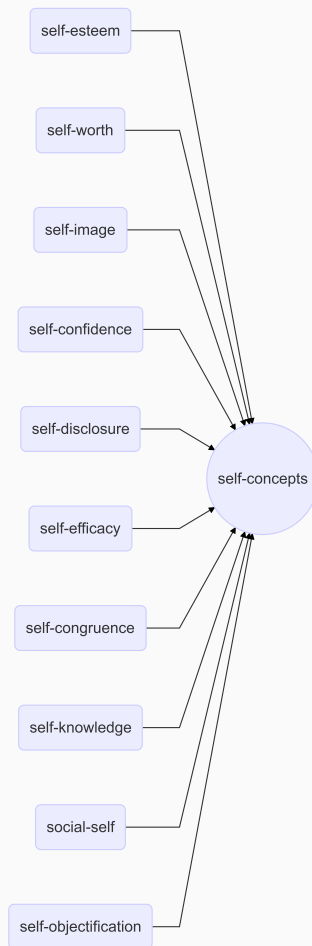 self-esteem
self-worth
self-image
self-confidence
self-disclosure
self-concepts
self-efficacy
self-congruence
self-knowledge
social-self
self-objectification